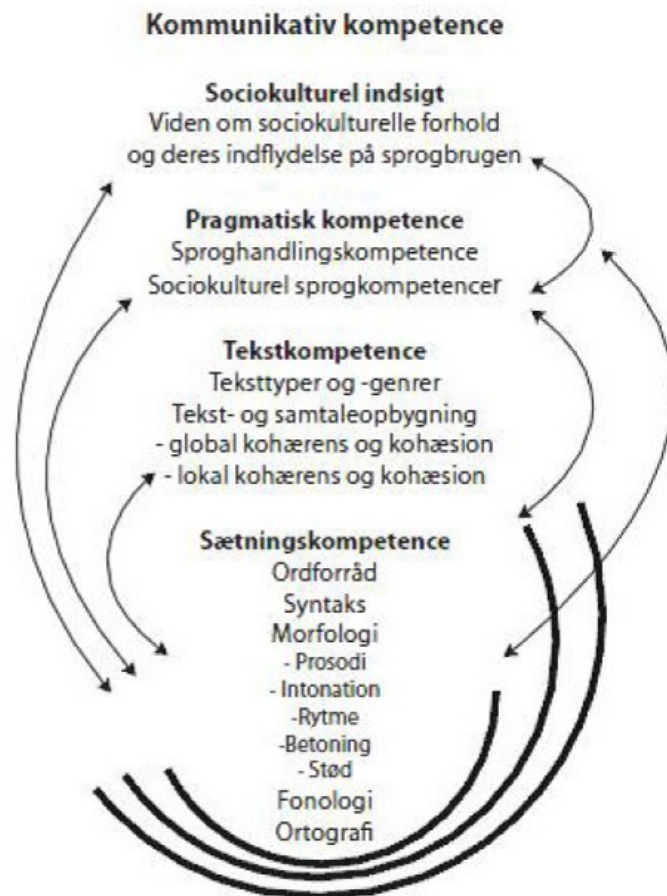 Kommunikativ kompetence
Sociokulturel indsigt
Viden om sociokulturelle forhold
og deres indflydelse på sprogbrugen
Pragmatisk kompetence
Sproghandlingskompetence
Sociokulturel sprogkompetencer
Tekstkompetence
Teksttyper og -genrer
Tekst- og samtaleopbygning
- global kohærens og kohæsion
- lokal kohærens og kohæsion
Sætningskompetence
Ordforråd
Syntaks
Morfologi
- Prosodi
- Intonation
-Rytme
-Betoning
- Stød
Fonologi
Ortografi